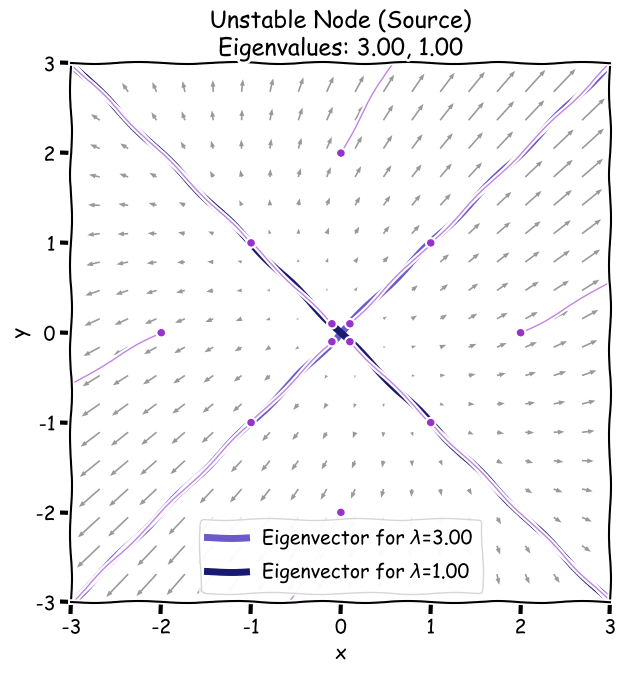 Unstable Node (Source)
Eigenvalues: 3.00, 1.00
3
2
1
0
-1
-2
-3
y
Eigenvector for λ=3.00
Eigenvector for λ=1.00
-3 -2 -1 0 1 2 3
x